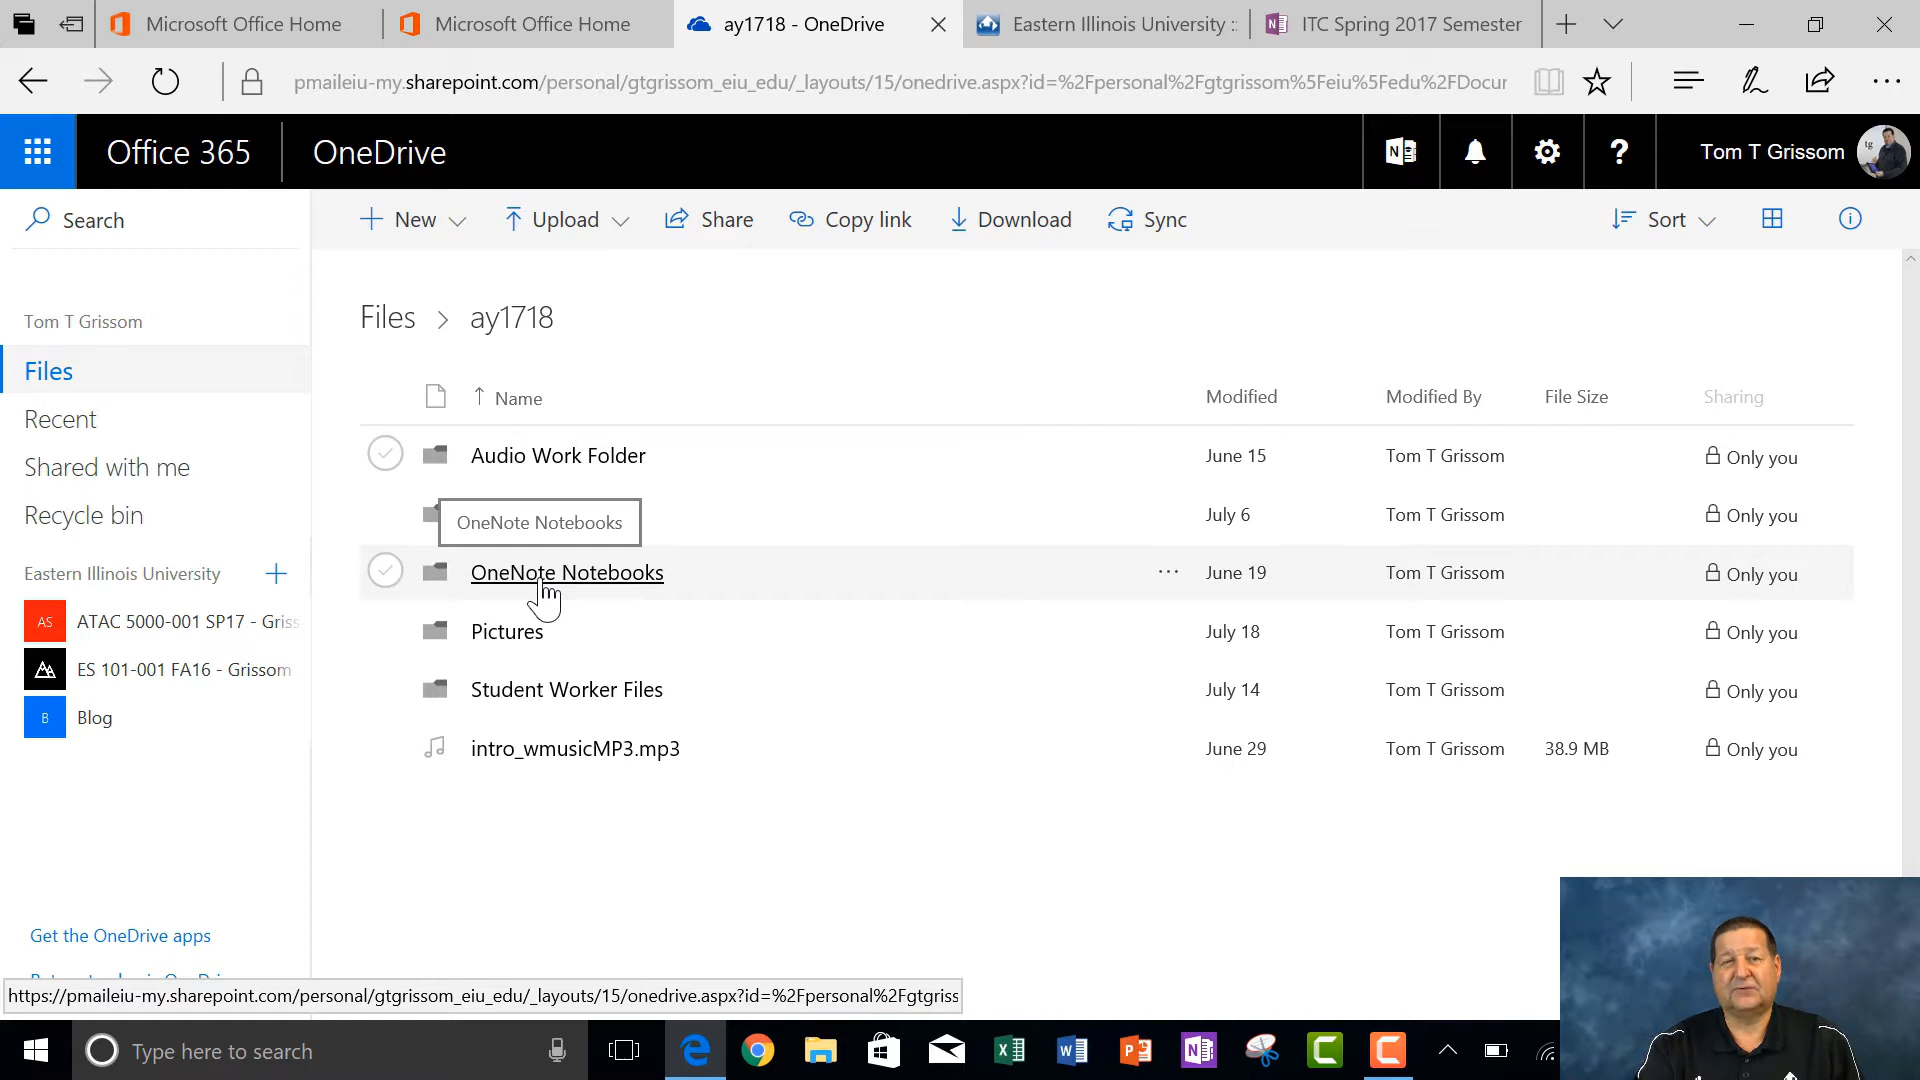 Microsoft Office Home
Microsoft Office Home
ay1718 - OneDrive
Eastern Illinois University ::
ITC Spring 2017 Semester
pmaileiu-my.sharepoint.com/personal/gtgrissom_eiu_edu/_layouts/15/onedrive.aspx?id=%2Fpersonal%2Fgtgrissom%5Feiu%5Fedu%2FDocur
Office 365
OneDrive
Tom T Grissom
Search
New
Upload
Share
Copy link
Download
Sync
Sort
Tom T Grissom
Files
Recent
Shared with me
Recycle bin
Eastern Illinois University
AS ATAC 5000-001 SP17 - Griss
ES 101-001 FA16 - Grissom
B Blog
Get the OneDrive apps
Files > ay1718
Name Modified Modified By File Size Sharing
Audio Work Folder June 15 Tom T Grissom Only you
OneNote Notebooks July 6 Tom T Grissom Only you
OneNote Notebooks ... June 19 Tom T Grissom Only you
Pictures July 18 Tom T Grissom Only you
Student Worker Files July 14 Tom T Grissom Only you
intro_wmusicMP3.mp3 June 29 Tom T Grissom 38.9 MB Only you
https://pmaileiu-my.sharepoint.com/personal/gtgrissom_eiu_edu/_layouts/15/onedrive.aspx?id=%2Fpersonal%2Fgtgriss
Type here to search